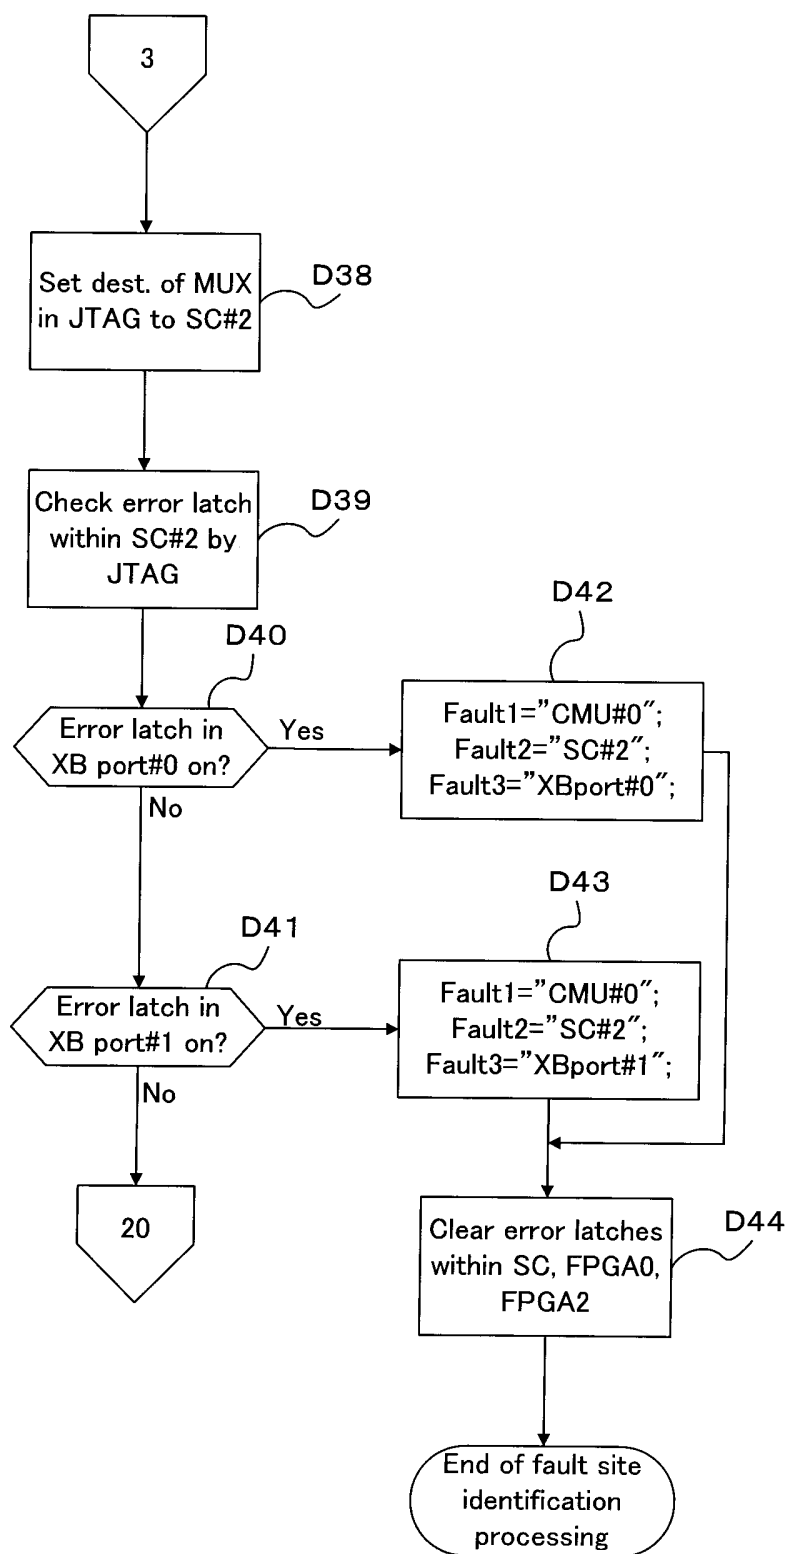 3
Set dest. of MUX
in JTAG to SC#2
D38
Check error latch
within SC#2 by
JTAG
D39
D40
Error latch in
XB port#0 on?
Yes
No
D42
Fault1="CMU#0";
Fault2="SC#2";
Fault3="XBport#0";
D41
Error latch in
XB port#1 on?
Yes
No
D43
Fault1="CMU#0";
Fault2="SC#2";
Fault3="XBport#1";
20
Clear error latches
within SC, FPGA0,
FPGA2
D44
End of fault site
identification
processing